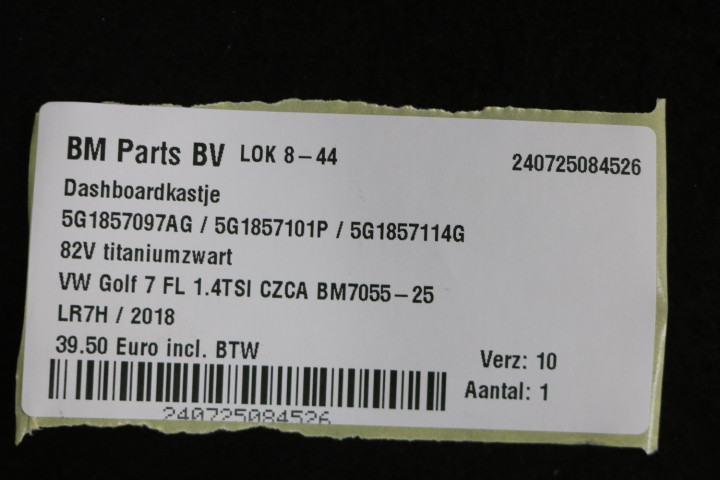 BM Parts BV LOK 8-44 240725084526
Dashboardkastje
5G1857097AG / 5G1857101P / 5G1857114G
82V titaniumzwart
VW Golf 7 FL 1.4TSI CZCA BM7055-25
LR7H / 2018
39.50 Euro incl. BTW
Verz: 10
Aantal: 1
240725084526